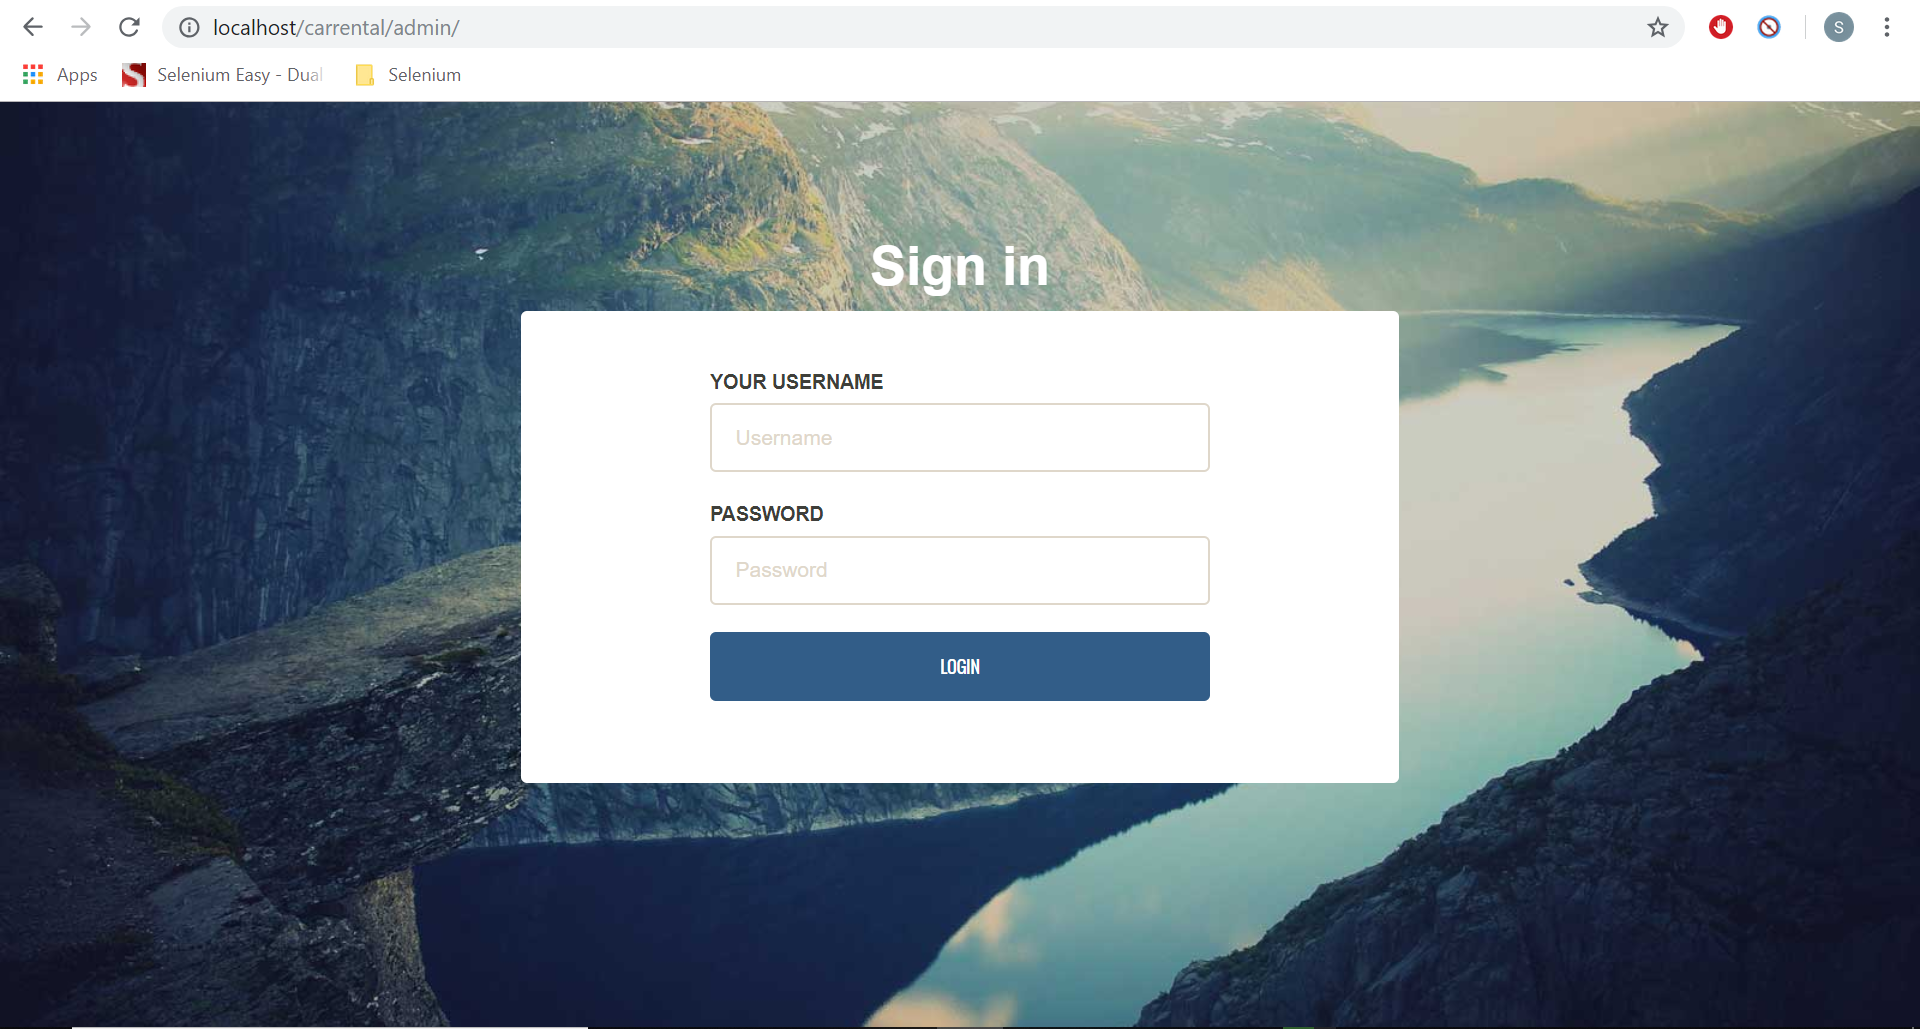 localhost/carrental/admin/
S
Apps
Selenium Easy - Dual
Selenium
Sign in
YOUR USERNAME
Username
PASSWORD
Password
LOGIN